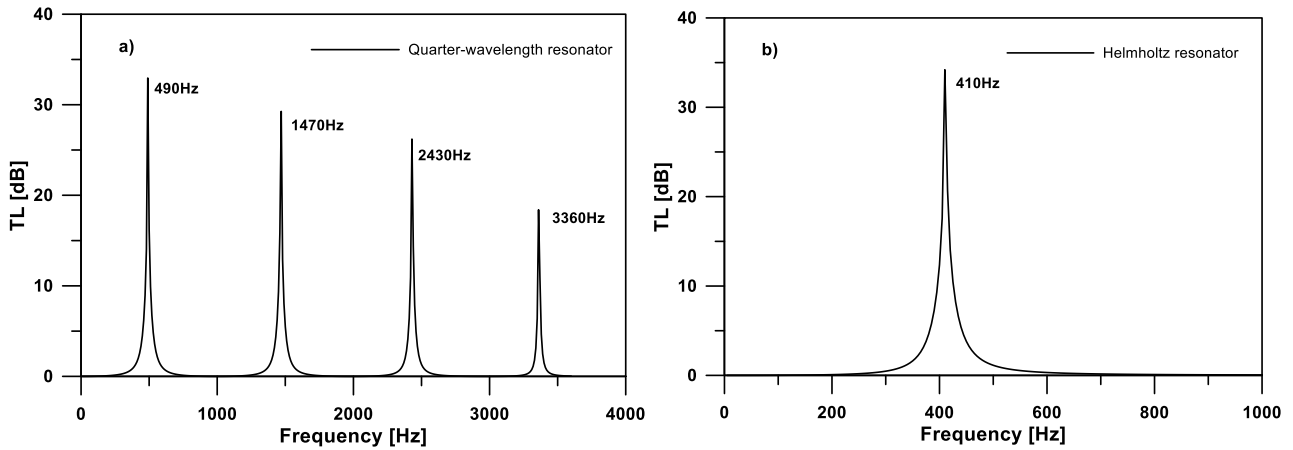 a)
Quarter-wavelength resonator
490Hz
1470Hz
2430Hz
3360Hz
TL [dB]
40
30
20
10
0
0 1000 2000 3000 4000
Frequency [Hz]
b)
Helmholtz resonator
410Hz
TL [dB]
40
30
20
10
0
0 200 400 600 800 1000
Frequency [Hz]